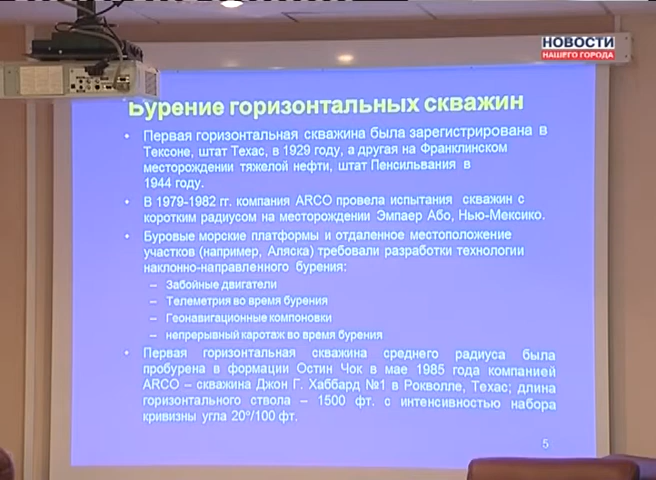 НОВОСТИ
НАШЕГО ГОРОДА
Бурение горизонтальных скважин
• Первая горизонтальная скважина была зарегистрирована в
Тексоне, штат Техас, в 1929 году, а другая на Франклинском
месторождении тяжелой нефти, штат Пенсильвания в
1944 году.
• В 1979-1982 гг. компания ARCO провела испытания скважин с
коротким радиусом на месторождении Эмпаер Або, Нью-Мексико.
• Буровые морские платформы и отдаленное местоположение
участков (например, Аляска) требовали разработки технологии
наклонно-направленного бурения:
– Забойные двигатели
– Телеметрия во время бурения
– Геонавигационные компоновки
– непрерывный каротаж во время бурения
• Первая горизонтальная скважина среднего радиуса была
пробурена в формации Остин Чок в мае 1985 года компанией
ARCO – скважина Джон Г. Хаббард №1 в Рокволле, Техас; длина
горизонтального ствола – 1500 фт. с интенсивностью набора
кривизны угла 20º/100 фт.
5